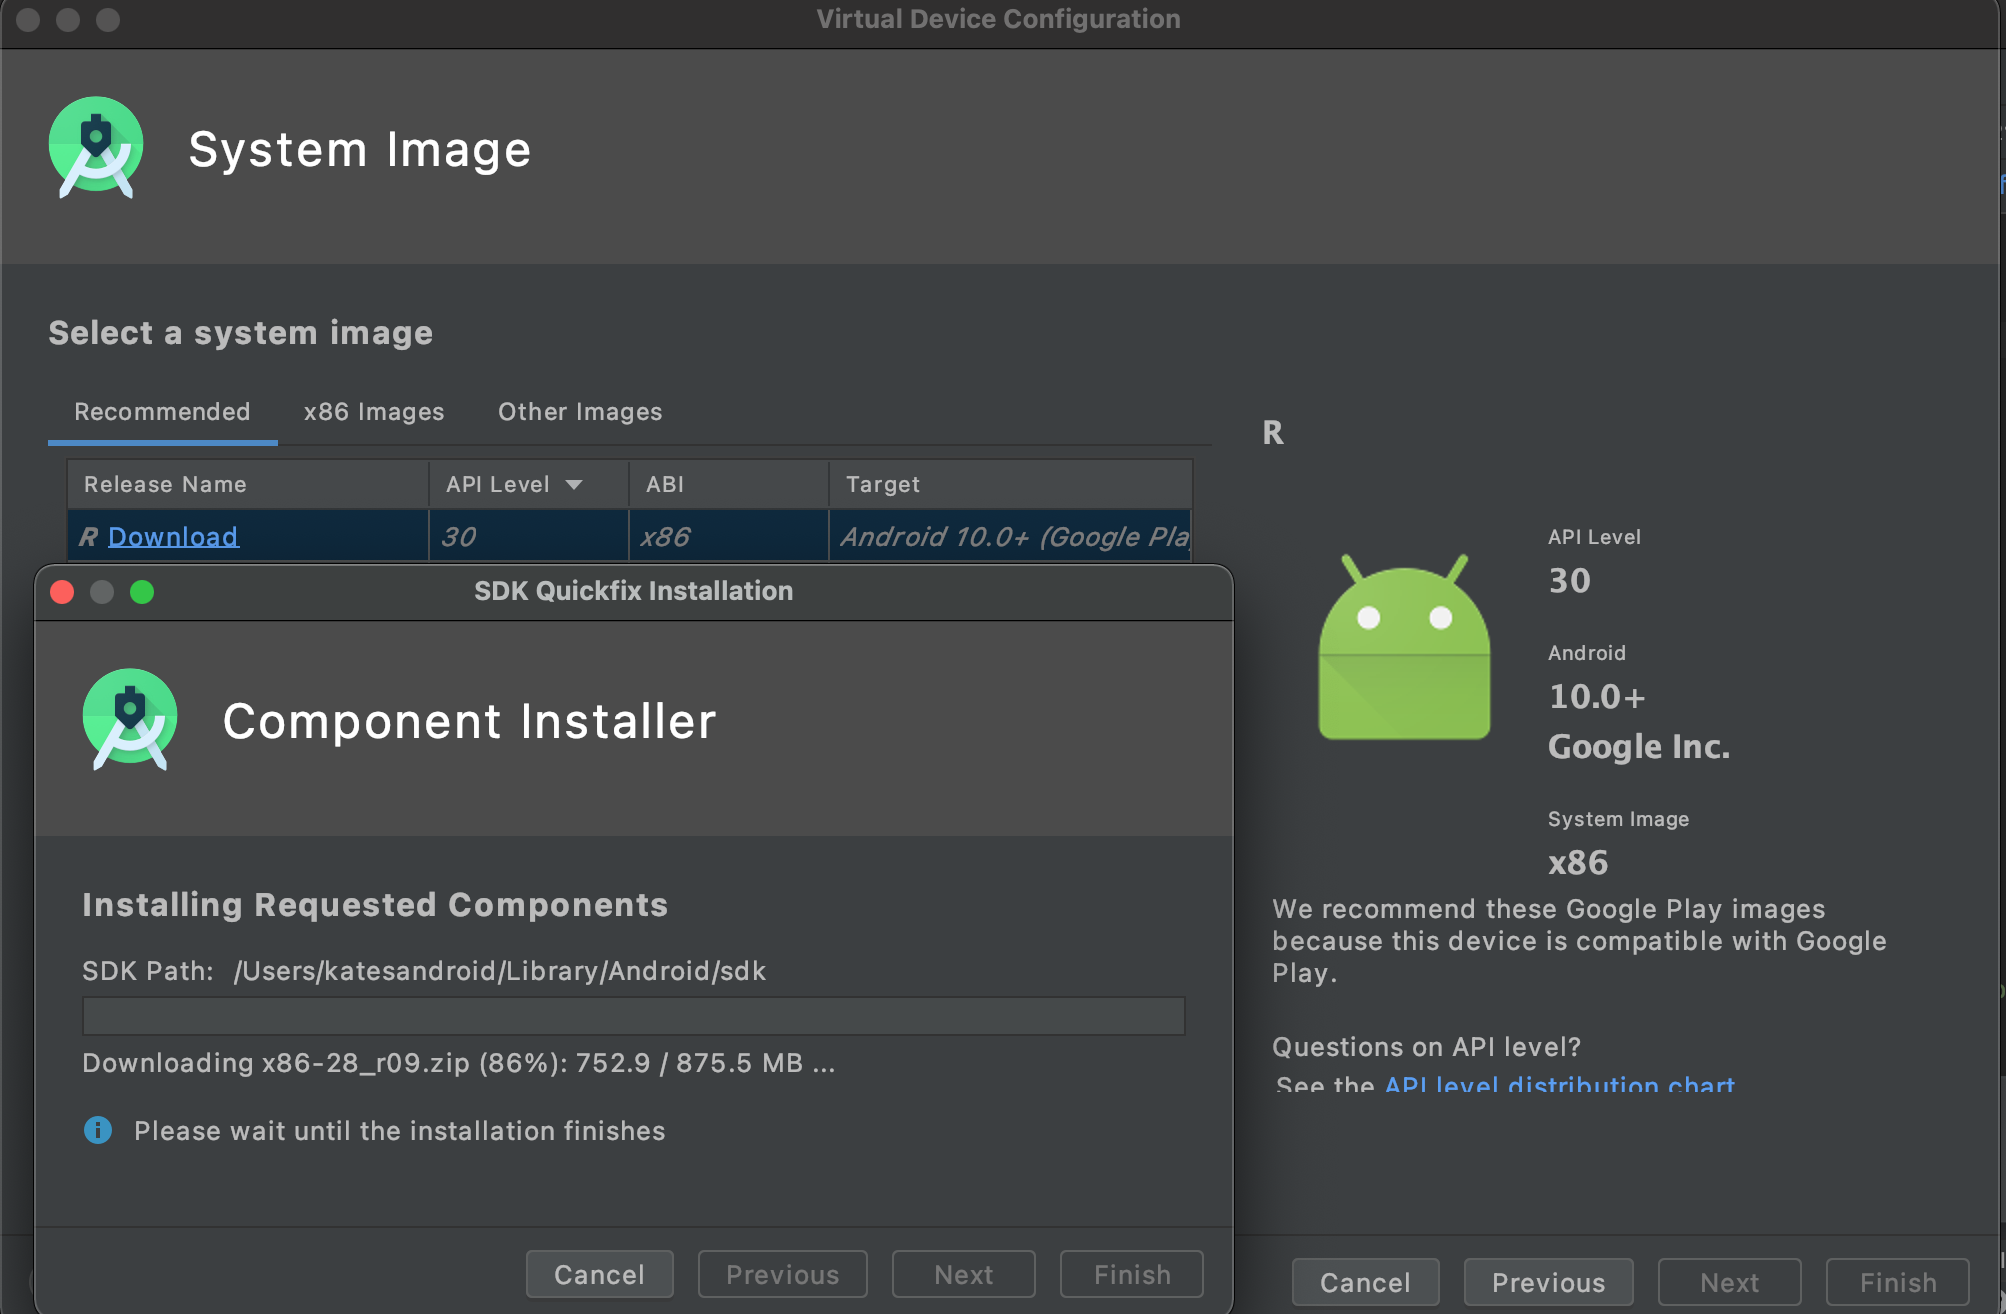 Virtual Device Configuration
System Image
Select a system image
Recommended x86 Images Other Images
Release Name API Level ABI Target
R Download 30 x86 Android 10.0+ (Google Pla
SDK Quickfix Installation
Component Installer
Installing Requested Components
SDK Path: /Users/katesandroid/Library/Android/sdk
Downloading x86-28_r09.zip (86%): 752.9 / 875.5 MB ...
Please wait until the installation finishes
Cancel Previous Next Finish
R
API Level
30
Android
10.0+
Google Inc.
System Image
x86
We recommend these Google Play images
because this device is compatible with Google
Play.
Questions on API level?
See the API level distribution chart
Cancel Previous Next Finish